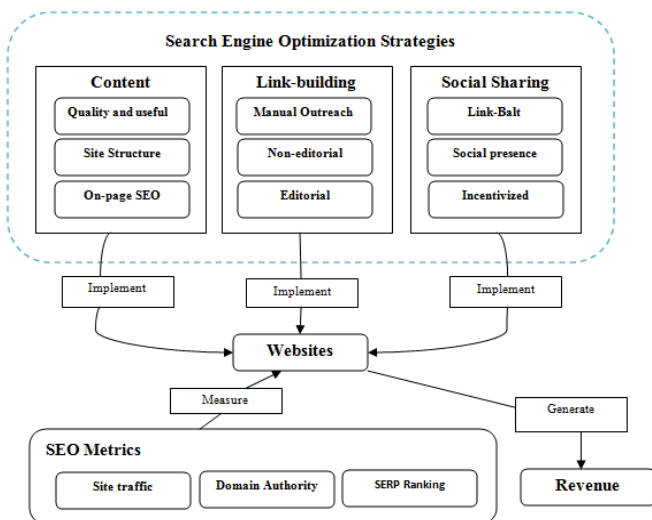 Search Engine Optimization Strategies
Content
Link-building
Social Sharing
Quality and useful
Manual Outreach
Link-Balt
Site Structure
Non-editorial
Social presence
On-page SEO
Editorial
Incentivized
Implement
Implement
Implement
Websites
Measure
Generate
SEO Metrics
Site traffic
Domain Authority
SERP Ranking
Revenue